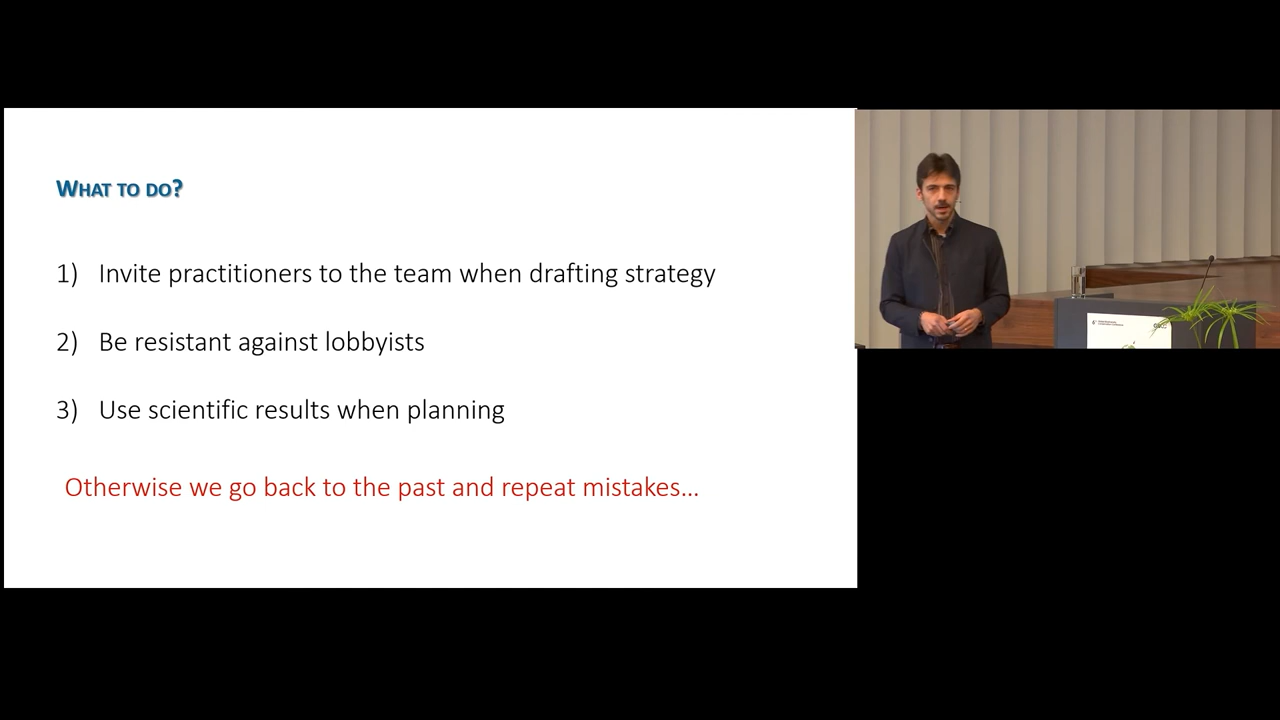 What to do?
1) Invite practitioners to the team when drafting strategy
2) Be resistant against lobbyists
3) Use scientific results when planning
Otherwise we go back to the past and repeat mistakes...